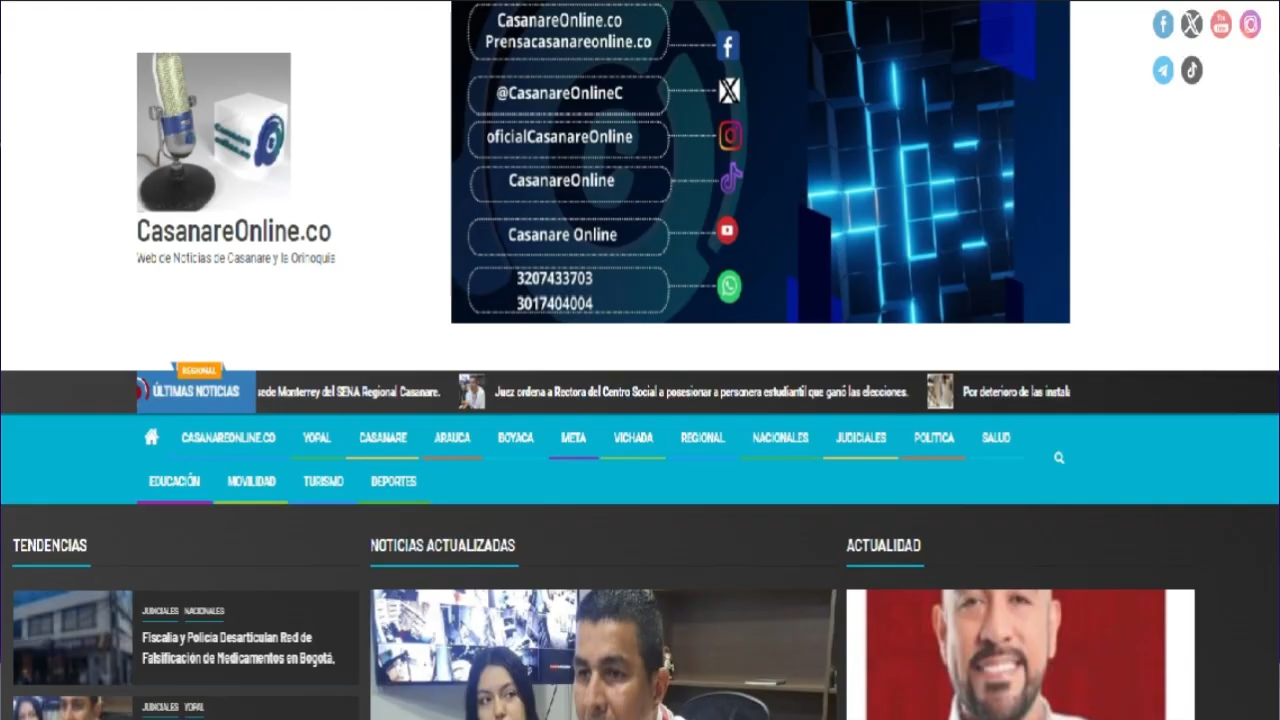 CasanareOnline.co
Prensacasanareonline.co
@CasanareOnlineC
oficialCasanareOnline
CasanareOnline
Casanare Online
3207433703
3017404004
CasanareOnline.co
Web de Noticias de Casanare y la Orinoquia
REGIONAL
ÚLTIMAS NOTICIAS
sede Monterrey del SENA Regional Casanare.
Juez ordena a Rectora del Centro Social a posesionar a personera estudiantil que ganó las elecciones.
Por deterioro de las
CASANAREONLINE.CO YOPAL CASANARE ARAUCA BOYACA META VICHADA REGIONAL NACIONALES JUDICIALES POLITICA SALUD
EDUCACIÓN MOVILIDAD TURISMO DEPORTES
TENDENCIAS
NOTICIAS ACTUALIZADAS
ACTUALIDAD
JUDICIALES NACIONALES
Fiscalia y Policia Desarticulan Red de
Falsificación de Medicamentos en Bogotá.
JUDICIALES YOPAL